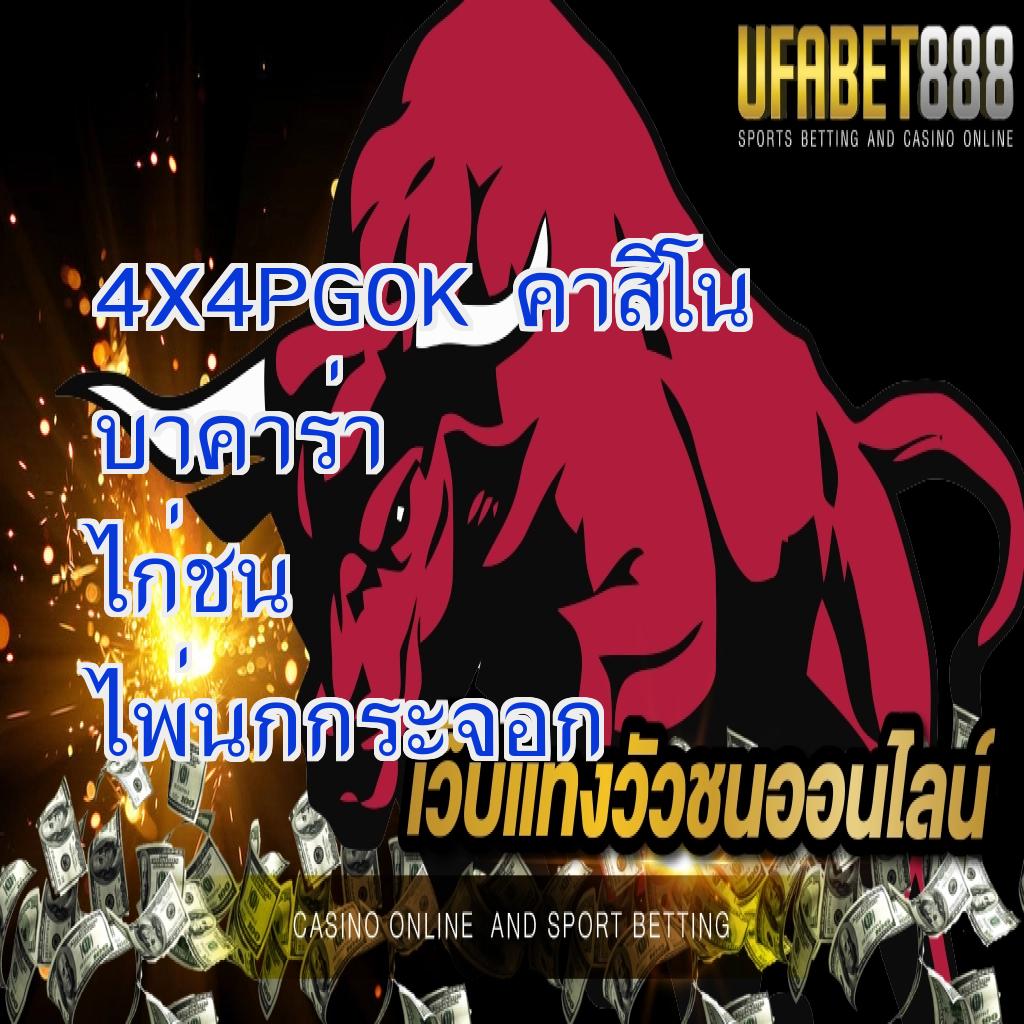 UFABET888
SPORTS BETTING AND CASINO ONLINE
4X4PGOK คาสิโน
บาคาร่า
ไก่ชน
ไพ่นกกระจอก
เว็บแทงวัวชนออนไลน์
CASINO ONLINE AND SPORT BETTING